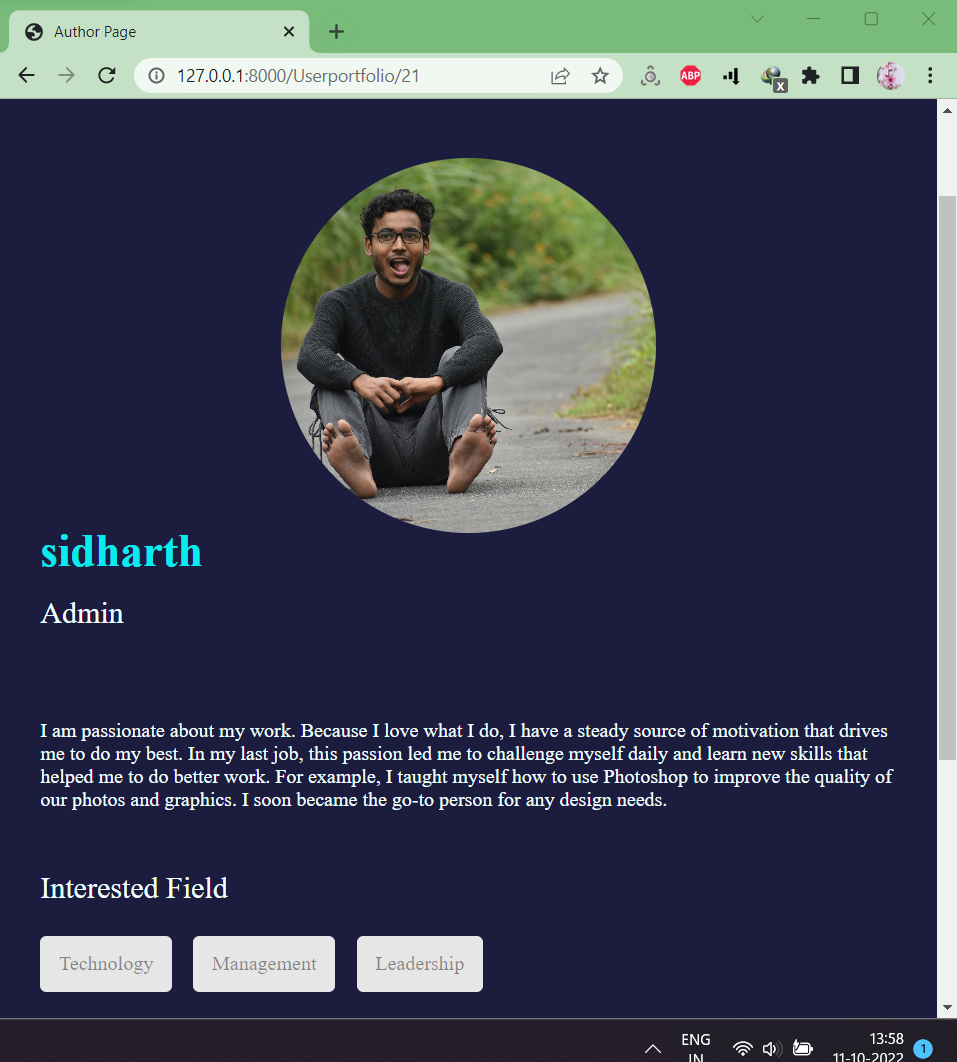 Author Page
127.0.0.1:8000/Userportfolio/21
ABP
x
sidharth
Admin
I am passionate about my work. Because I love what I do, I have a steady source of motivation that drives
me to do my best. In my last job, this passion led me to challenge myself daily and learn new skills that
helped me to do better work. For example, I taught myself how to use Photoshop to improve the quality of
our photos and graphics. I soon became the go-to person for any design needs.
Interested Field
Technology Management Leadership
ENG
IN
13:58
11-10-2022
1